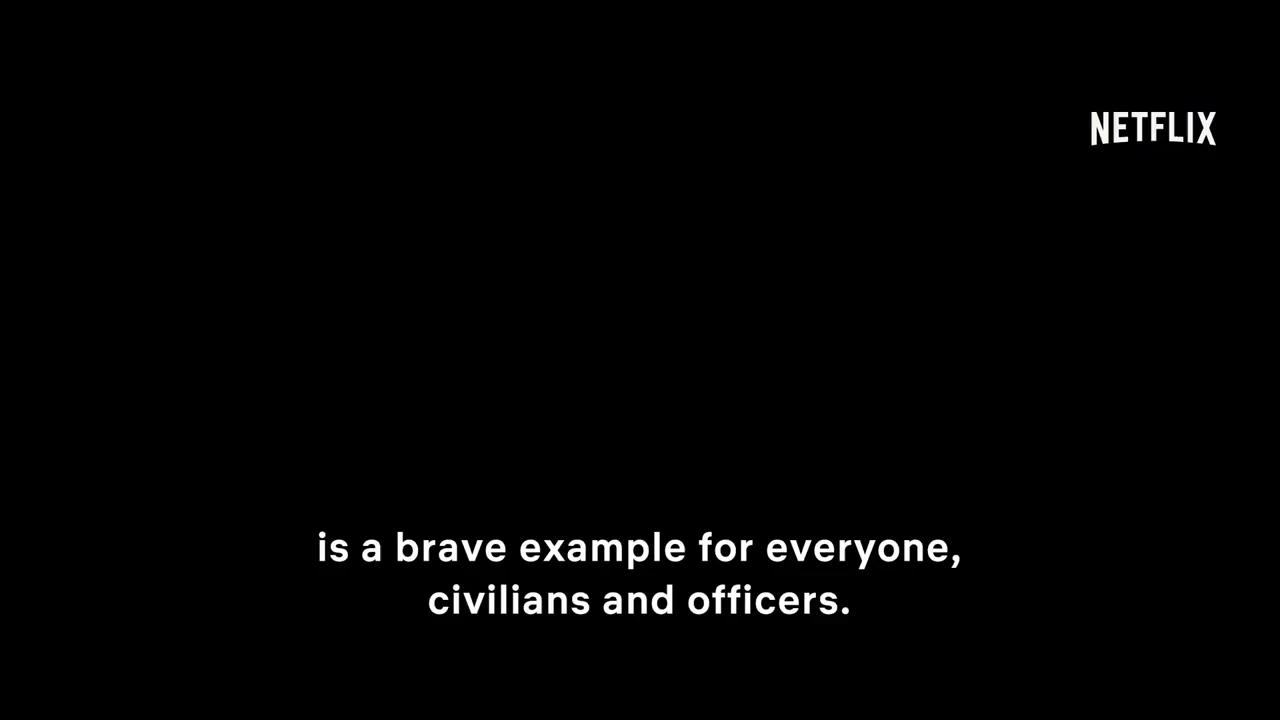 NETFLIX
is a brave example for everyone,
civilians and officers.